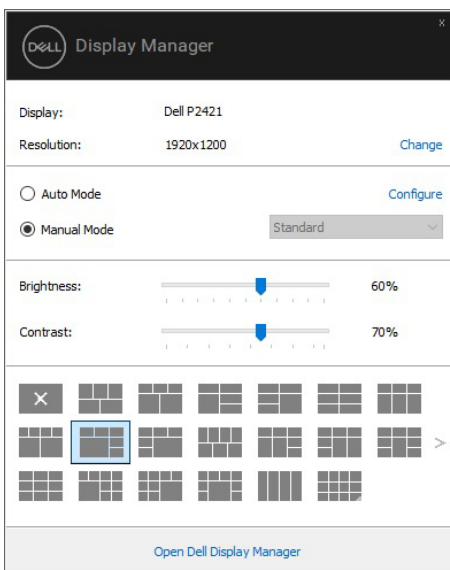 x
DELL Display Manager
Display: Dell P2421
Resolution: 1920x1200 Change
Auto Mode Configure
Manual Mode Standard
Brightness: 60%
Contrast: 70%
Open Dell Display Manager